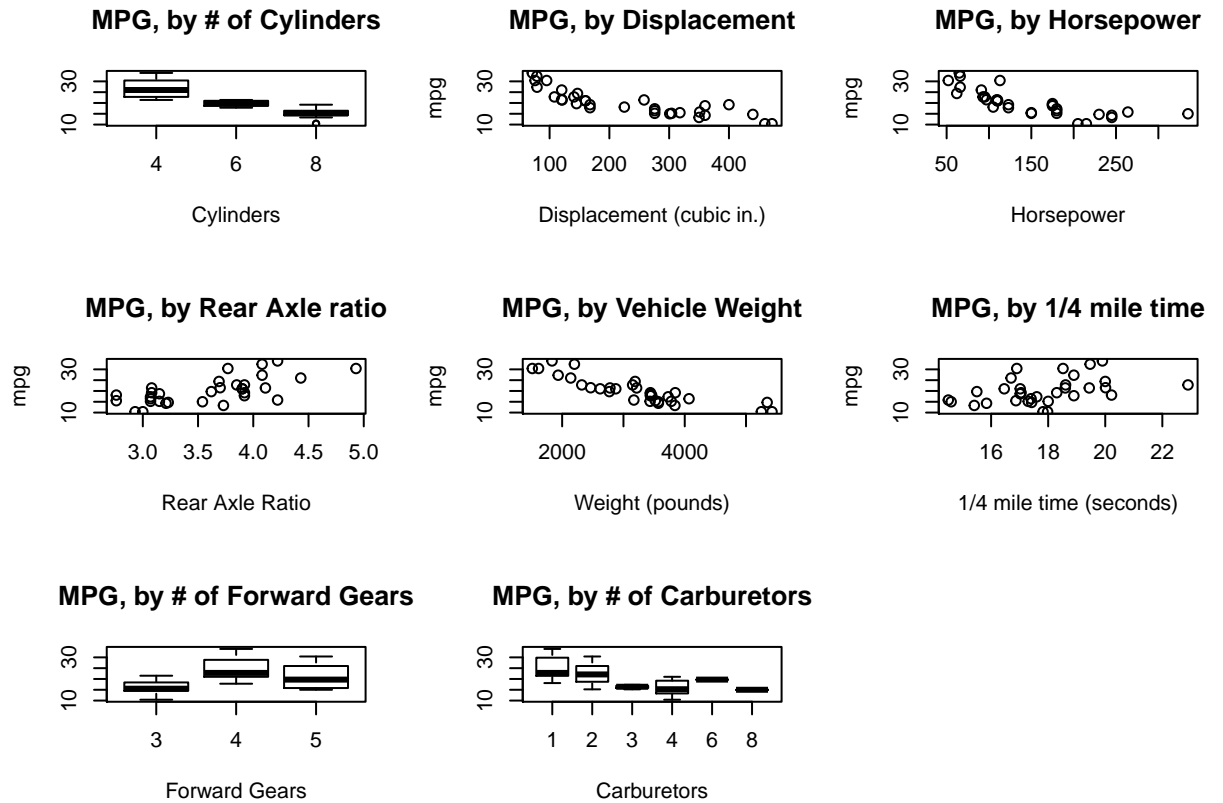 MPG, by # of Cylinders
30
10
4 6 8
Cylinders
MPG, by Displacement
mpg
30
10
100 200 300 400
Displacement (cubic in.)
MPG, by Horsepower
mpg
30
10
50 150 250
Horsepower
MPG, by Rear Axle ratio
mpg
30
10
3.0 3.5 4.0 4.5 5.0
Rear Axle Ratio
MPG, by Vehicle Weight
mpg
30
10
2000 4000
Weight (pounds)
MPG, by 1/4 mile time
mpg
30
10
16 18 20 22
1/4 mile time (seconds)
MPG, by # of Forward Gears
30
10
3 4 5
Forward Gears
MPG, by # of Carburetors
30
10
1 2 3 4 6 8
Carburetors